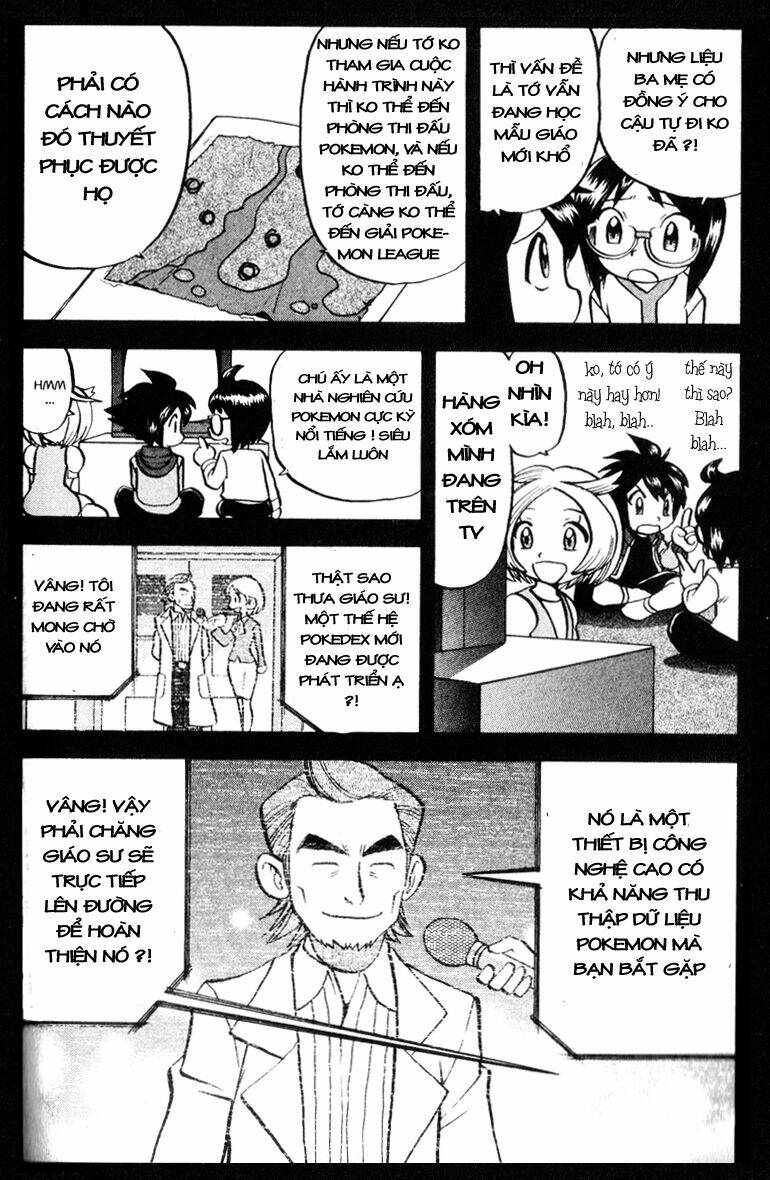 NHƯNG LIỆU
BA MẸ CÓ
ĐỒNG Ý CHO
CẬU TỰ ĐI KO
ĐÃ ?!
THÌ VẤN ĐỀ
LÀ TỚ VẪN
ĐANG HỌC
MẪU GIÁO
MỚI KHỔ
NHƯNG NẾU TỚ KO
THAM GIA CUỘC
HÀNH TRÌNH NÀY
THÌ KO THỂ ĐẾN
PHÒNG THI ĐẤU
POKEMON, VÀ NẾU
KO THỂ ĐẾN
PHÒNG THI ĐẤU,
TỚ CÀNG KO THỂ
ĐẾN GIẢI POKE-
MON LEAGUE
PHẢI CÓ
CÁCH NÀO
ĐÓ THUYẾT
PHỤC ĐƯỢC
HỌ
thế này
thì sao?
Blah
blah...
ko, tớ có ý
này hay hơn!
blah, blah..
OH
NHÌN
KÌA!
HÀNG
XÓM
MÌNH
ĐANG
TRÊN
TV
CHÚ ẤY LÀ MỘT
NHÀ NGHIÊN CỨU
POKEMON CỰC KỲ
NỔI TIẾNG ! SIÊU
LẮM LUÔN
HMM
...
THẬT SAO
THƯA GIÁO SƯ!
MỘT THẾ HỆ
POKEDEX MỚI
ĐANG ĐƯỢC
PHÁT TRIỂN Ạ
?!
VÂNG! TÔI
ĐANG RẤT
MONG CHỜ
VÀO NÓ
NÓ LÀ MỘT
THIẾT BỊ CÔNG
NGHỆ CAO CÓ
KHẢ NĂNG THU
THẬP DỮ LIỆU
POKEMON MÀ
BẠN BẮT GẶP
VÂNG! VẬY
PHẢI CHĂNG
GIÁO SƯ SẼ
TRỰC TIẾP
LÊN ĐƯỜNG
ĐỂ HOÀN
THIỆN NÓ ?!